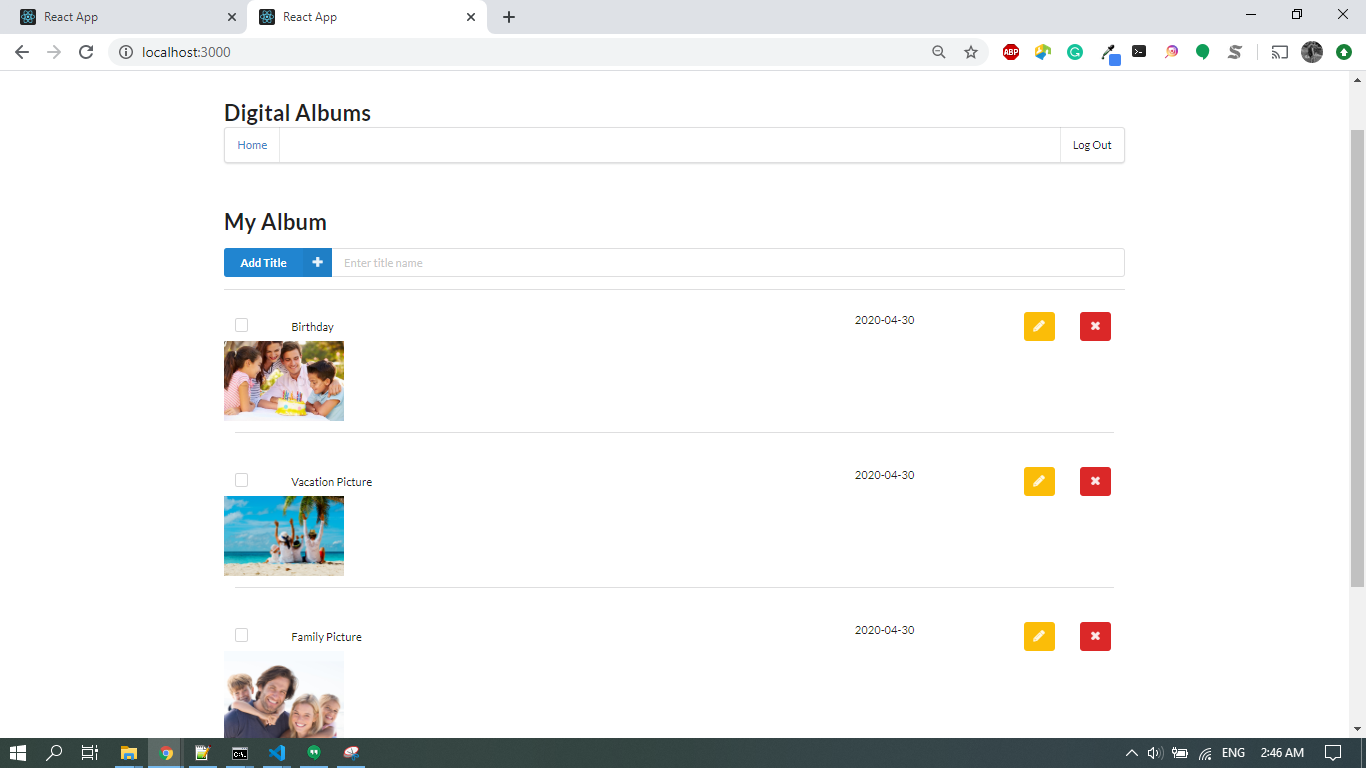 React App
React App
localhost:3000
ABP
Digital Albums
Home
Log Out
My Album
Add Title
Enter title name
Birthday
2020-04-30
Vacation Picture
2020-04-30
Family Picture
2020-04-30
ENG
2:46 AM